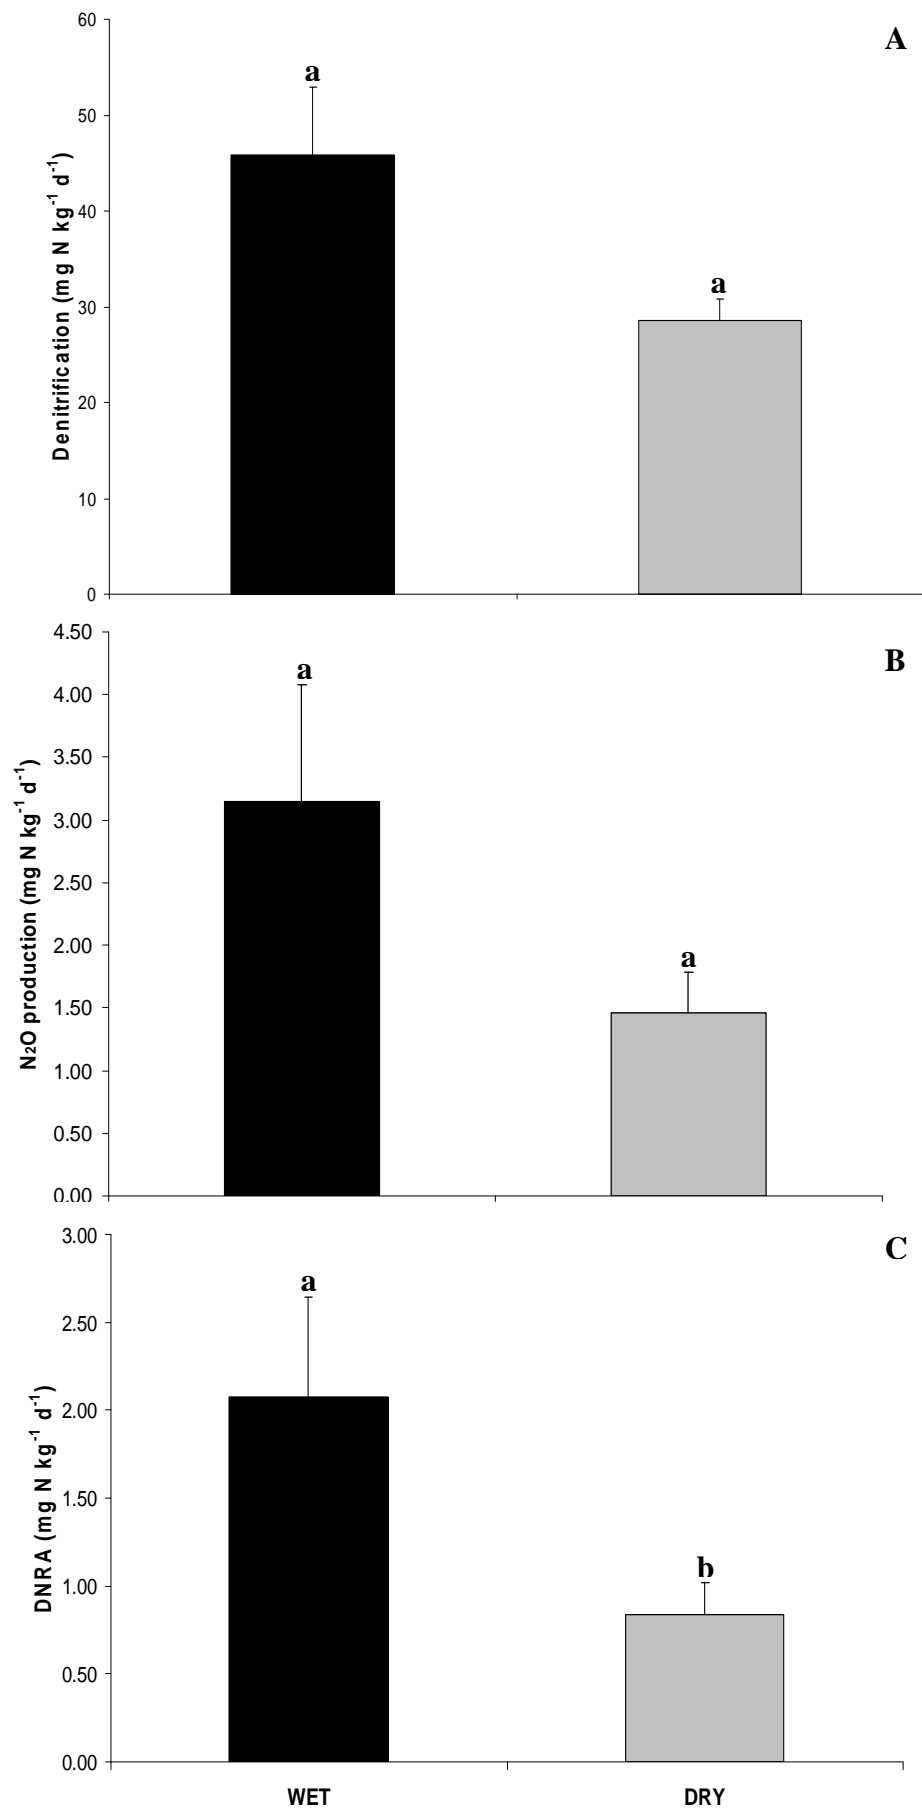 A
60
50
40
30
20
10
0
Denitrification (mg N kg⁻¹ d⁻¹)
a
a
B
4.50
4.00
3.50
3.00
2.50
2.00
1.50
1.00
0.50
0.00
N₂O production (mg N kg⁻¹ d⁻¹)
a
a
C
3.00
2.50
2.00
1.50
1.00
0.50
0.00
DNRA (mg N kg⁻¹ d⁻¹)
a
b
WET DRY